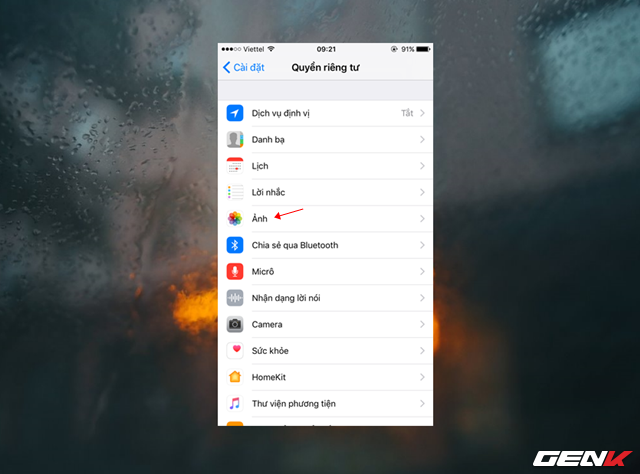 Viettel 09:21 91%
Cài đặt Quyền riêng tư
Dịch vụ định vị Tắt
Danh bạ
Lịch
Lời nhắc
Ảnh
Chia sẻ qua Bluetooth
Micrô
Nhận dạng lời nói
Camera
Sức khỏe
HomeKit
Thư viện phương tiện
GENK